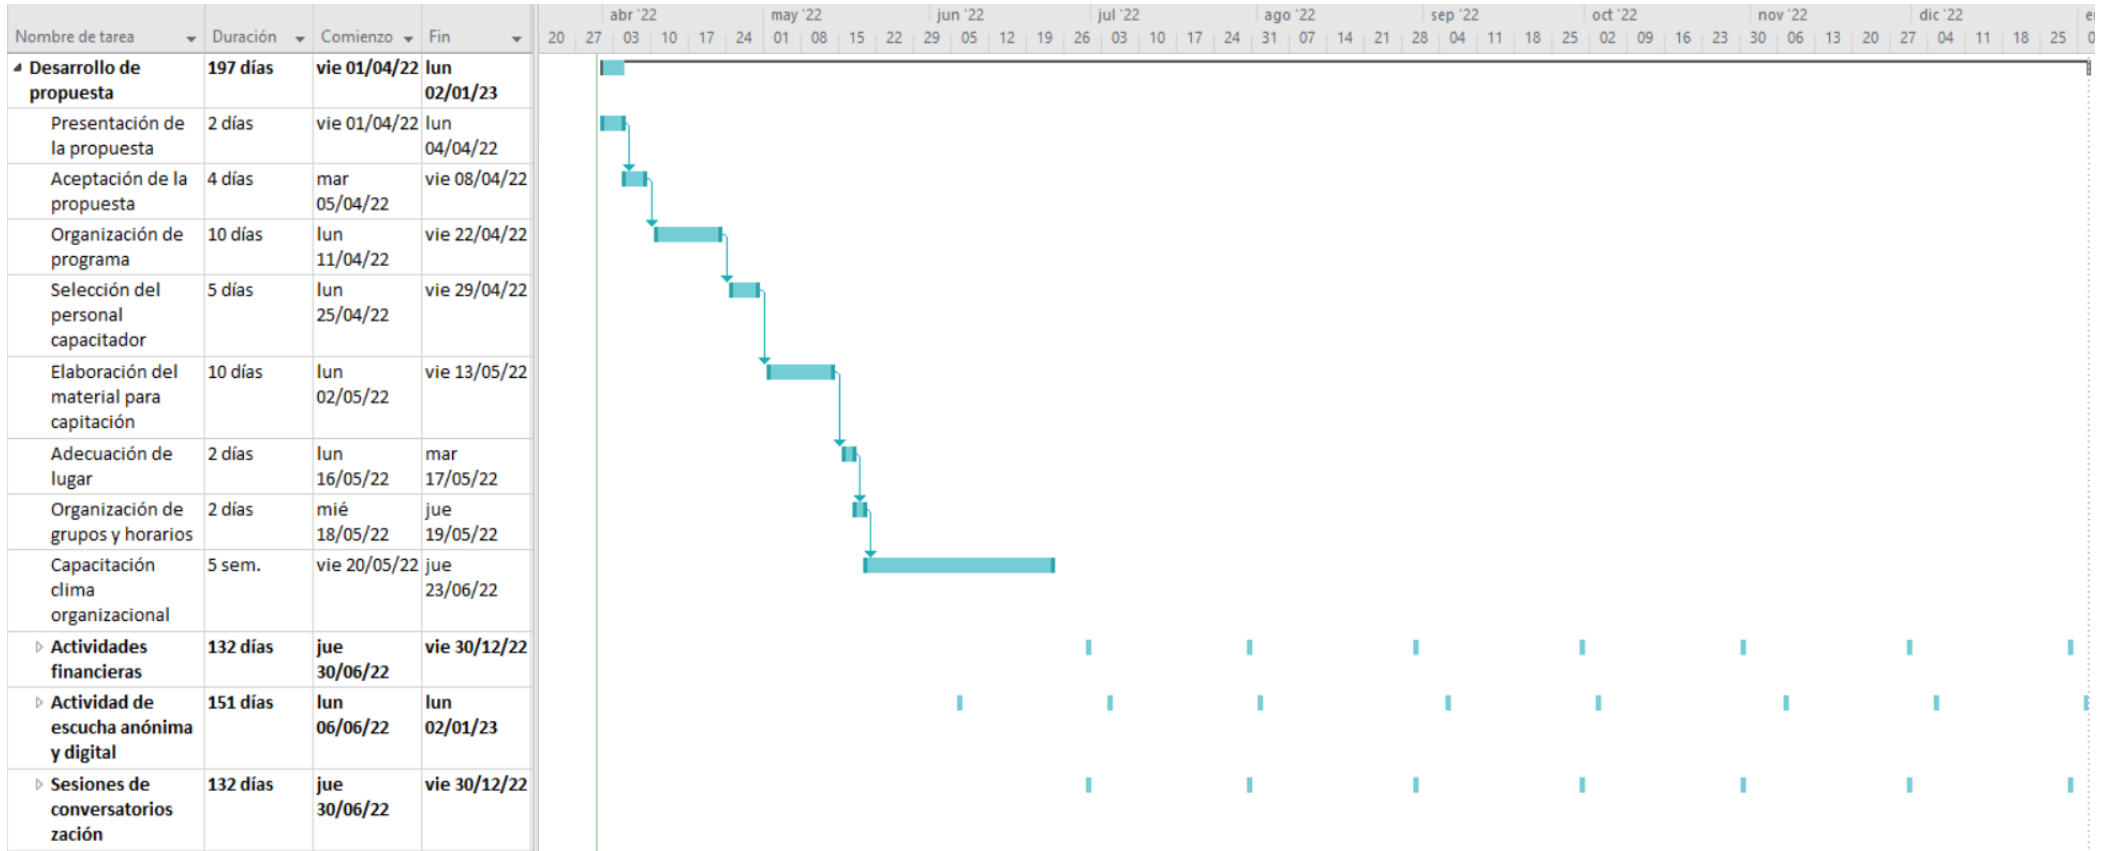 abr '22 may '22 jun '22 jul '22 ago '22 sep '22 oct '22 nov '22 dic '22
Nombre de tarea Duración Comienzo Fin 20 27 03 10 17 24 01 08 15 22 29 05 12 19 26 03 10 17 24 31 07 14 21 28 04 11 18 25 02 09 16 23 30 06 13 20 27 04 11 18 25
Desarrollo de 197 días vie 01/04/22 lun
propuesta 02/01/23
Presentación de 2 días vie 01/04/22 lun
la propuesta 04/04/22
Aceptación de la 4 días mar vie 08/04/22
propuesta 05/04/22
Organización de 10 días lun vie 22/04/22
programa 11/04/22
Selección del 5 días lun vie 29/04/22
personal 25/04/22
capacitador
Elaboración del 10 días lun vie 13/05/22
material para 02/05/22
capitación
Adecuación de 2 días lun mar
lugar 16/05/22 17/05/22
Organización de 2 días mié jue
grupos y horarios 18/05/22 19/05/22
Capacitación 5 sem. vie 20/05/22 jue
clima 23/06/22
organizacional
Actividades 132 días jue vie 30/12/22
financieras 30/06/22
Actividad de 151 días lun lun
escucha anónima 06/06/22 02/01/23
y digital
Sesiones de 132 días jue vie 30/12/22
conversatorios 30/06/22
zación